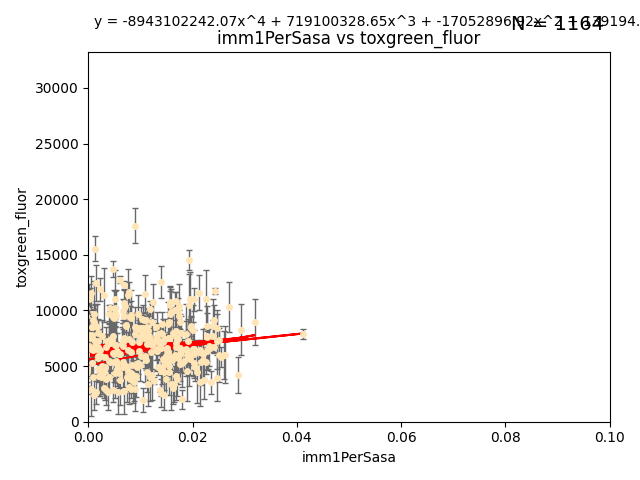 y = -8943102242.07x^4 + 719100328.65x^3 + -17052896
N = 1164
imm1PerSasa vs toxgreen_fluor
30000
25000
20000
15000
10000
5000
0
toxgreen_fluor
0.00 0.02 0.04 0.06 0.08 0.10
imm1PerSasa